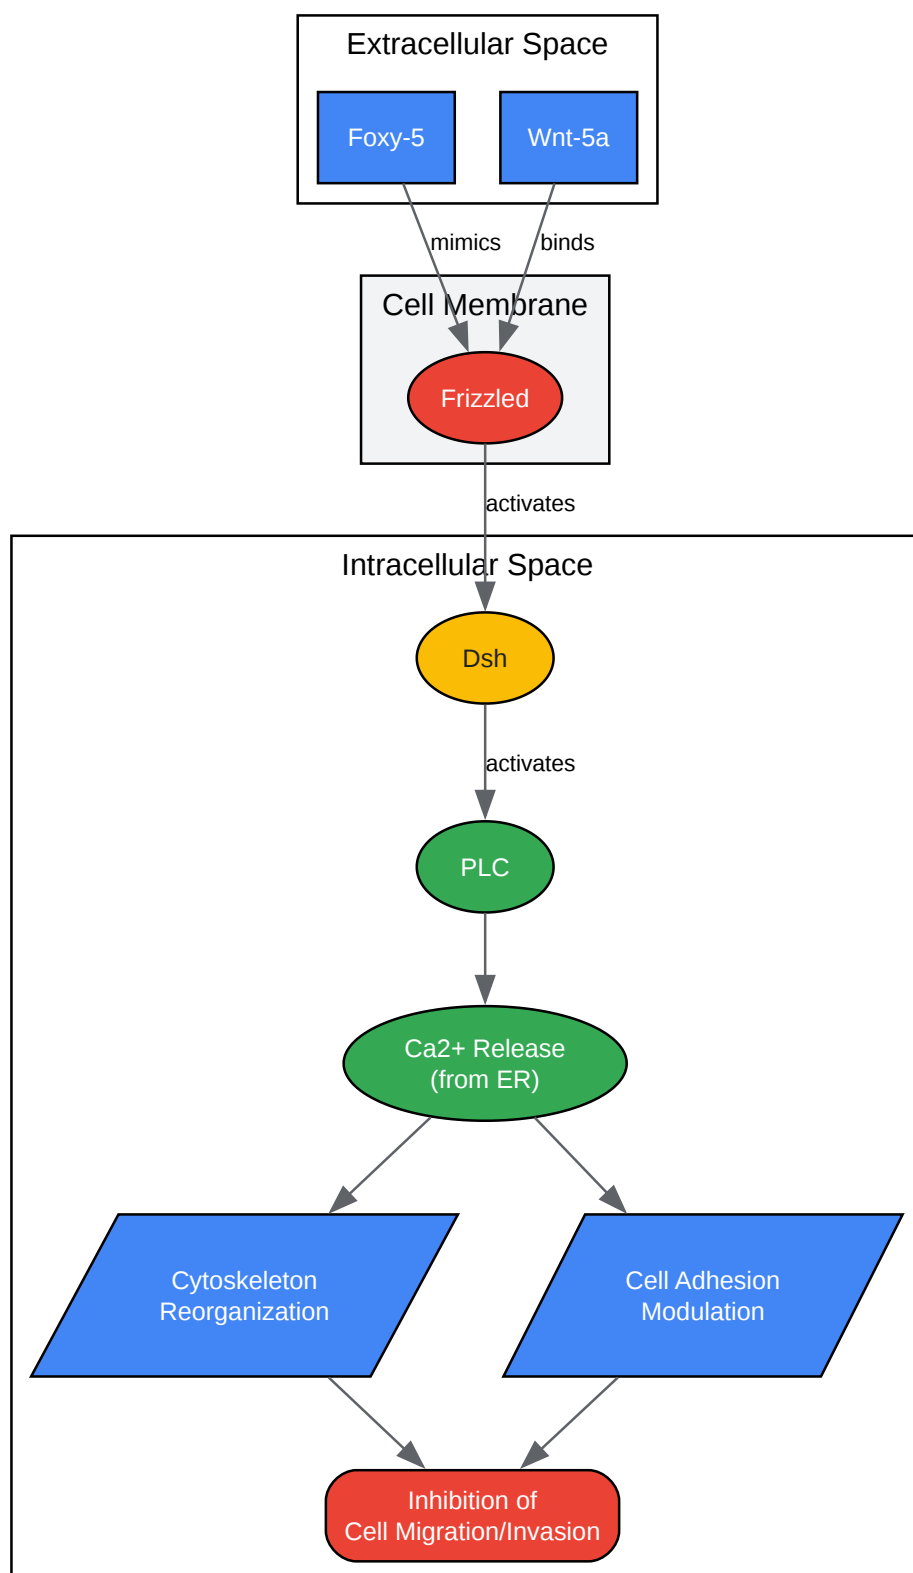 Extracellular Space
Foxy-5
Wnt-5a
mimics
binds
Cell Membrane
Frizzled
activates
Intracellular Space
Dsh
activates
PLC
Ca2+ Release
(from ER)
Cytoskeleton
Reorganization
Cell Adhesion
Modulation
Inhibition of
Cell Migration/Invasion